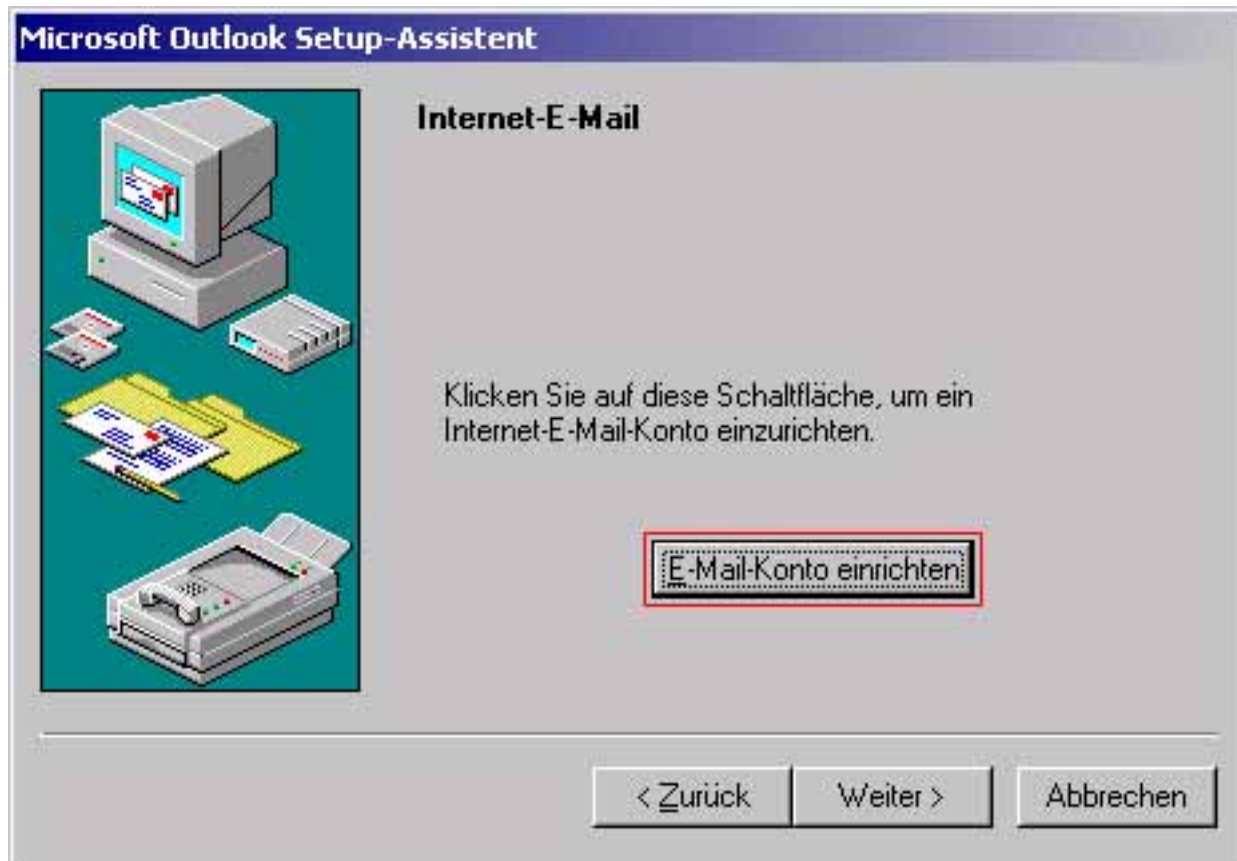 Microsoft Outlook Setup-Assistent
Internet-E-Mail
Klicken Sie auf diese Schaltfläche, um ein
Internet-E-Mail-Konto einzurichten.
E-Mail-Konto einrichten
< Zurück
Weiter >
Abbrechen